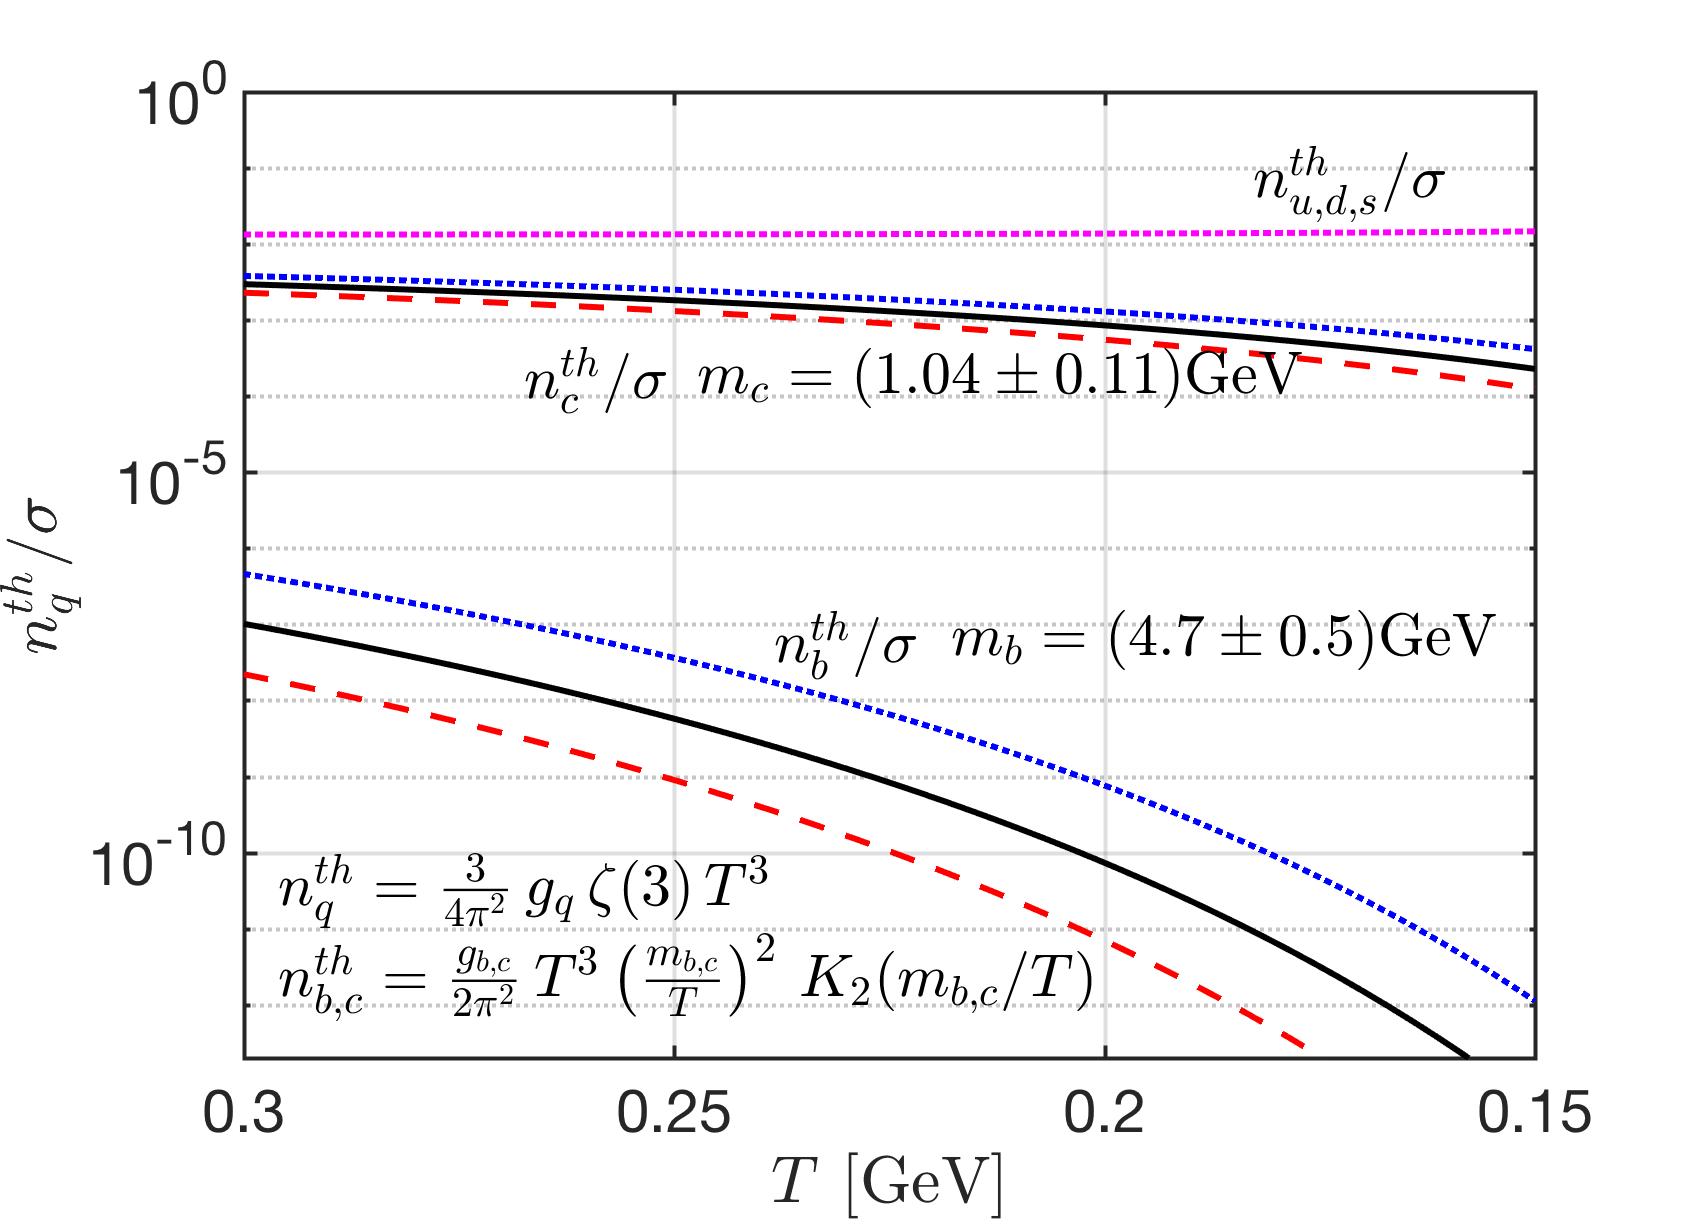 10^0
n^{th}_{u,d,s}/σ
n^{th}_c/σ m_c = (1.04 ± 0.11)GeV
10^{-5}
n^{th}_q/σ
n^{th}_b/σ m_b = (4.7 ± 0.5)GeV
10^{-10}
n^{th}_q = \frac{3}{4π^2} g_q ζ(3) T^3
n^{th}_{b,c} = \frac{g_{b,c}}{2π^2} T^3 (\frac{m_{b,c}}{T})^2 K_2(m_{b,c}/T)
0.3 0.25 0.2 0.15
T [GeV]